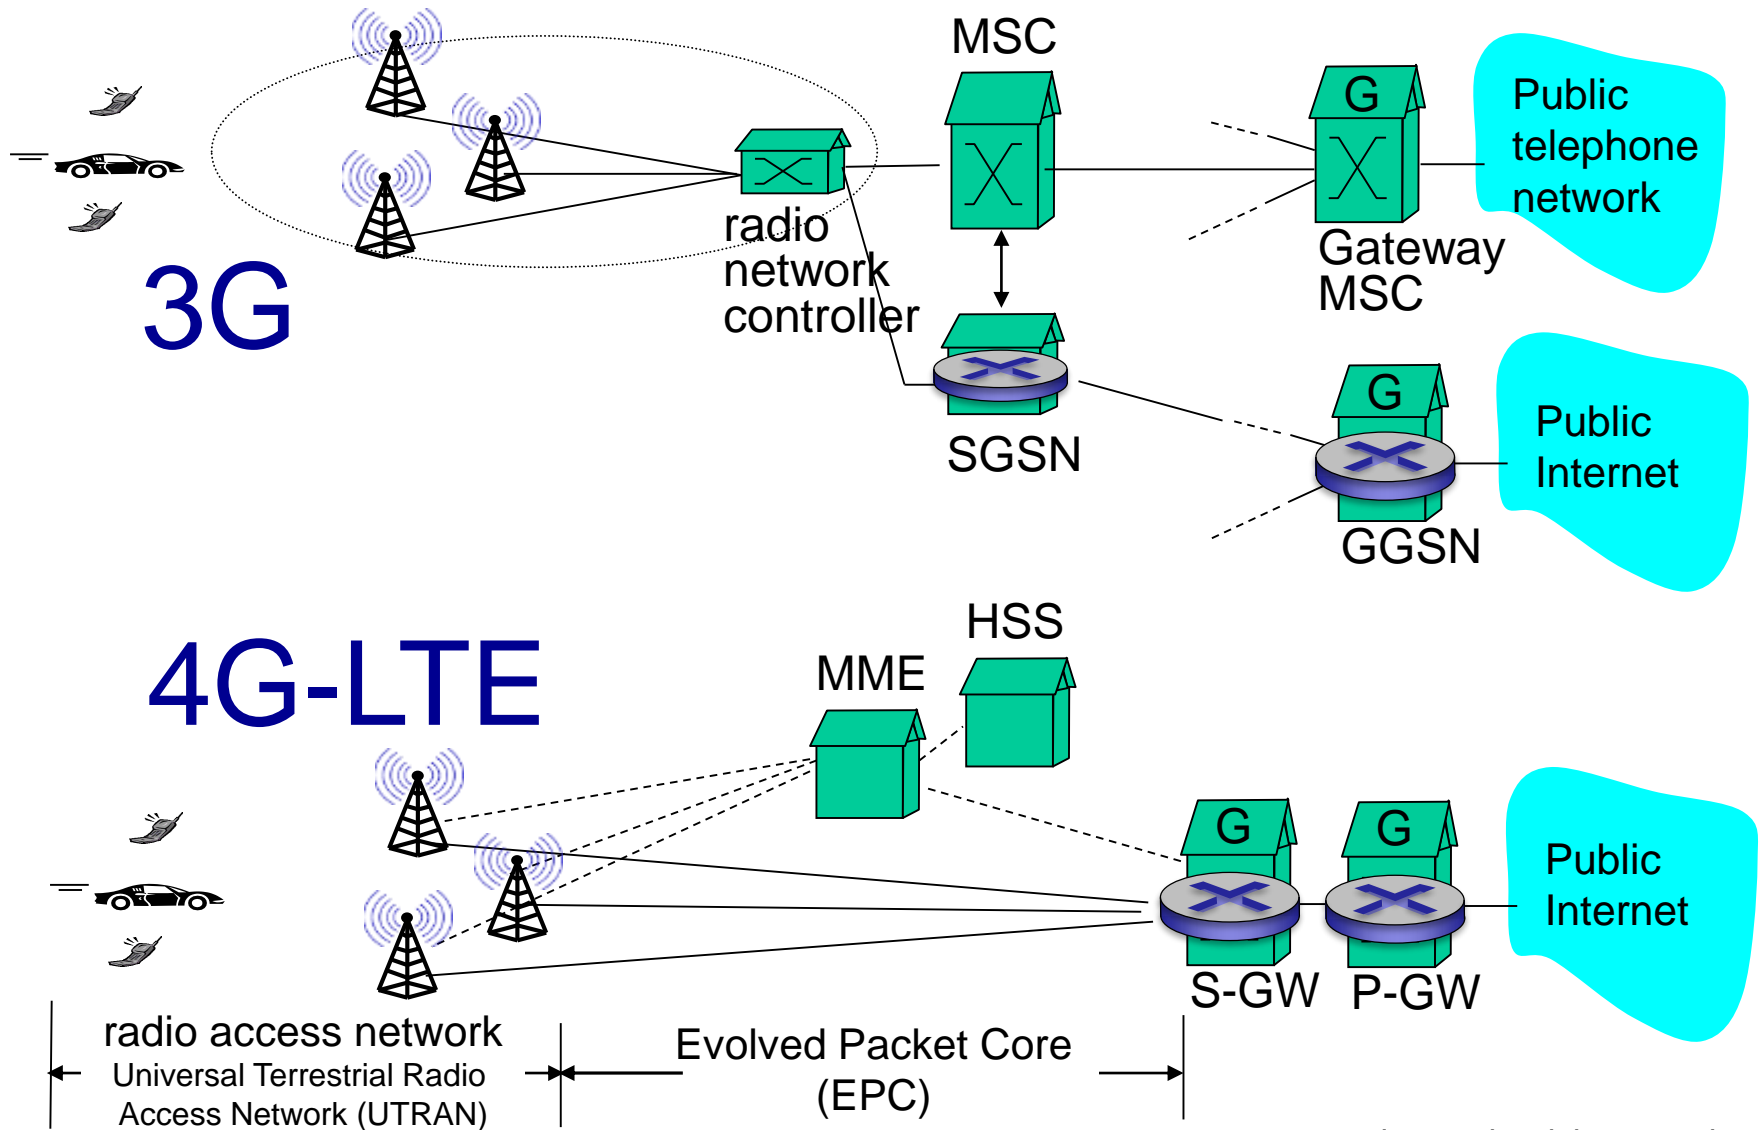 MSC
G
Public
telephone
network
radio
network
controller
Gateway
MSC
3G
SGSN
G
Public
Internet
GGSN
4G-LTE
HSS
MME
G
G
Public
Internet
S-GW
P-GW
radio access network
Universal Terrestrial Radio
Access Network (UTRAN)
Evolved Packet Core
(EPC)